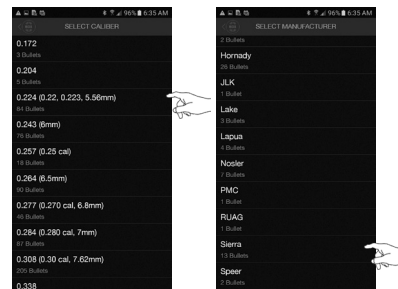 96% 6:35 AM
SELECT CALIBER
0.172
3 Bullets
0.204
5 Bullets
0.224 (0.22, 0.223, 5.56mm)
84 Bullets
0.243 (6mm)
76 Bullets
0.257 (0.25 cal)
18 Bullets
0.264 (6.5mm)
90 Bullets
0.277 (0.270 cal, 6.8mm)
46 Bullets
0.284 (0.280 cal, 7mm)
87 Bullets
0.308 (0.30 cal, 7.62mm)
205 Bullets
0.338
96% 6:35 AM
SELECT MANUFACTURER
2 Bullets
Hornady
26 Bullets
JLK
1 Bullet
Lake
3 Bullets
Lapua
4 Bullets
Nosler
7 Bullets
PMC
1 Bullet
RUAG
1 Bullet
Sierra
13 Bullets
Speer
2 Bullets